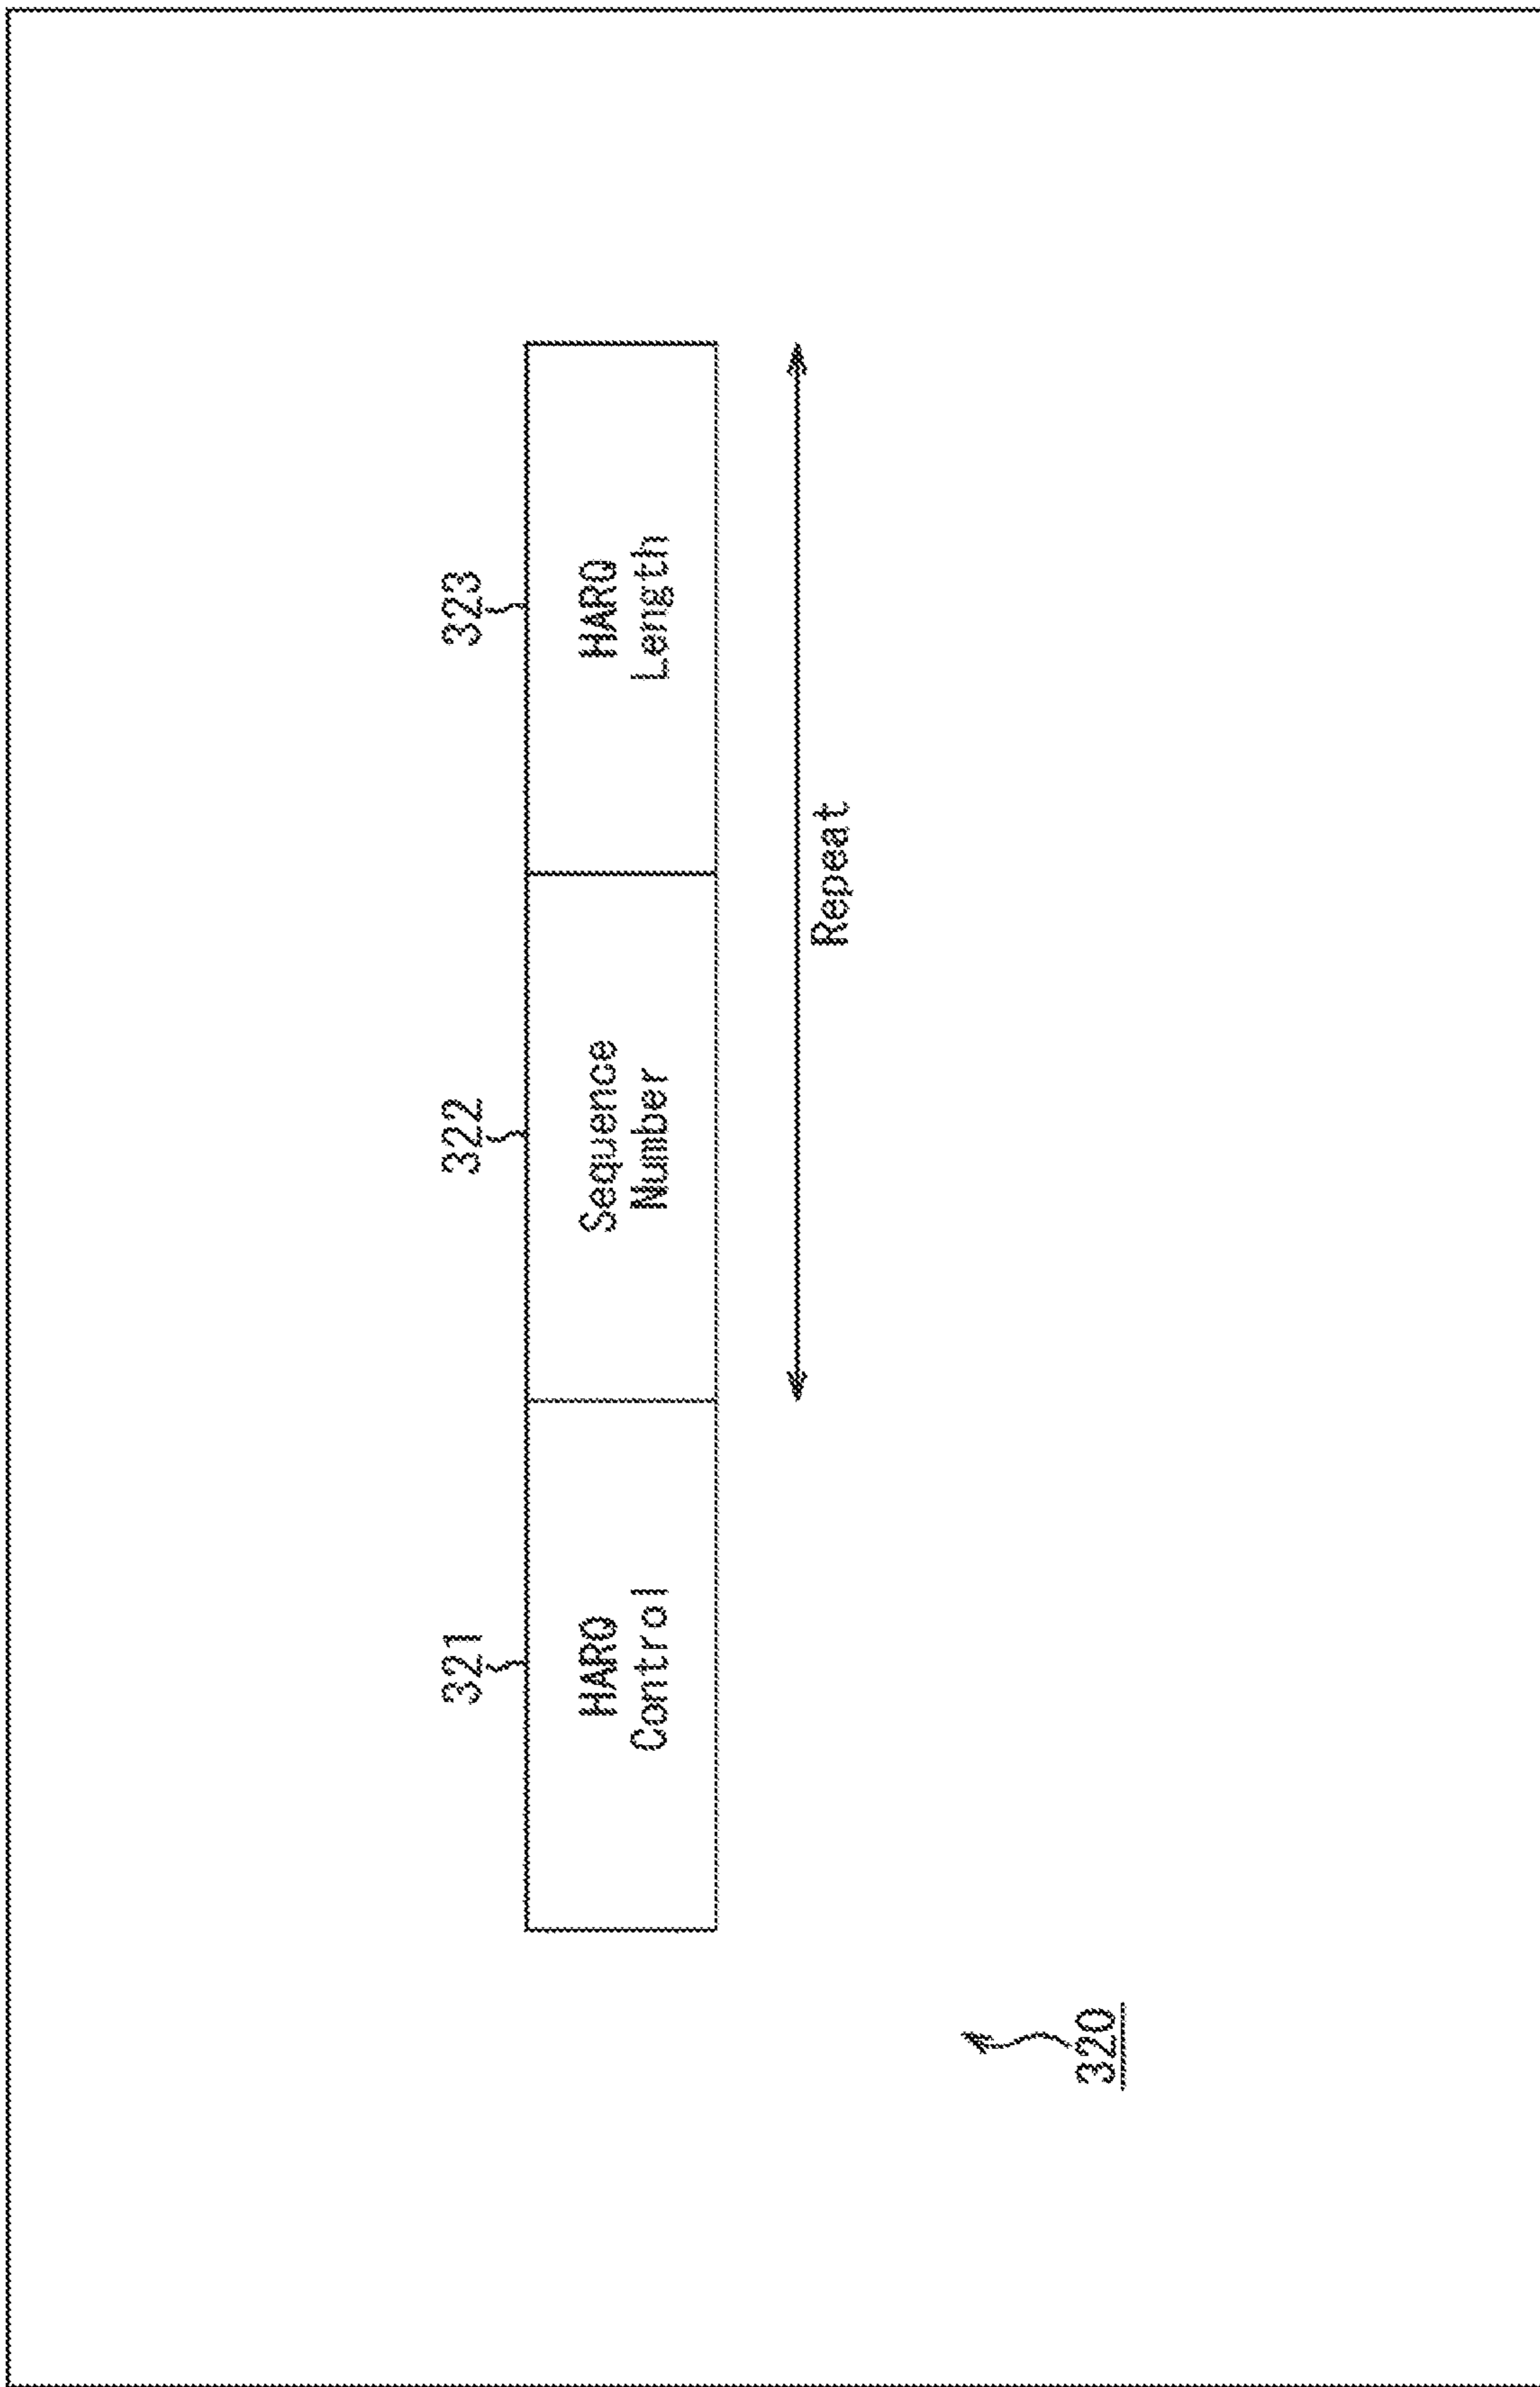 321
322
323
HARQ
Control
Sequence
Number
HARQ
Length
Repeat
320